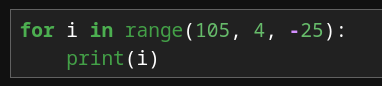 for i in range(105, 4, -25):
    print(i)